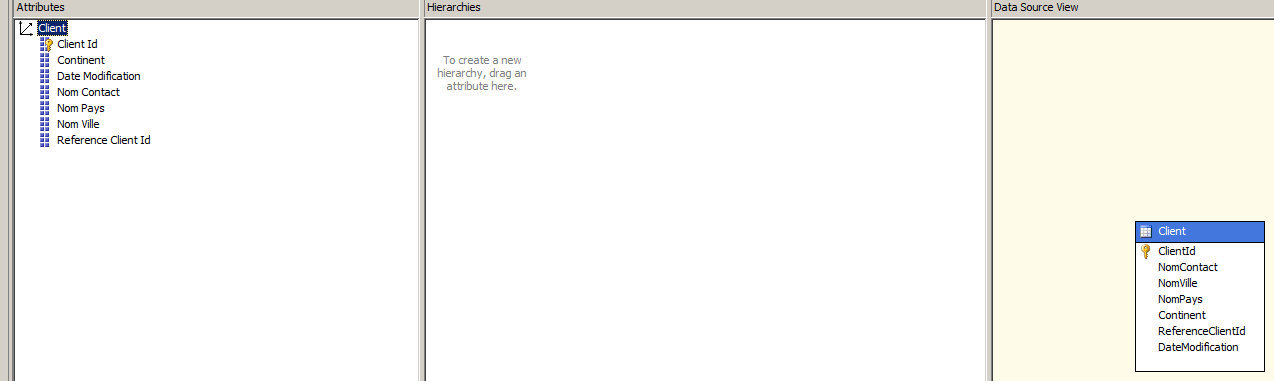 Attributes
Client
Client Id
Continent
Date Modification
Nom Contact
Nom Pays
Nom Ville
Reference Client Id
Hierarchies
To create a new
hierarchy, drag an
attribute here.
Data Source View
Client
ClientId
NomContact
NomVille
NomPays
Continent
ReferenceClientId
DateModification